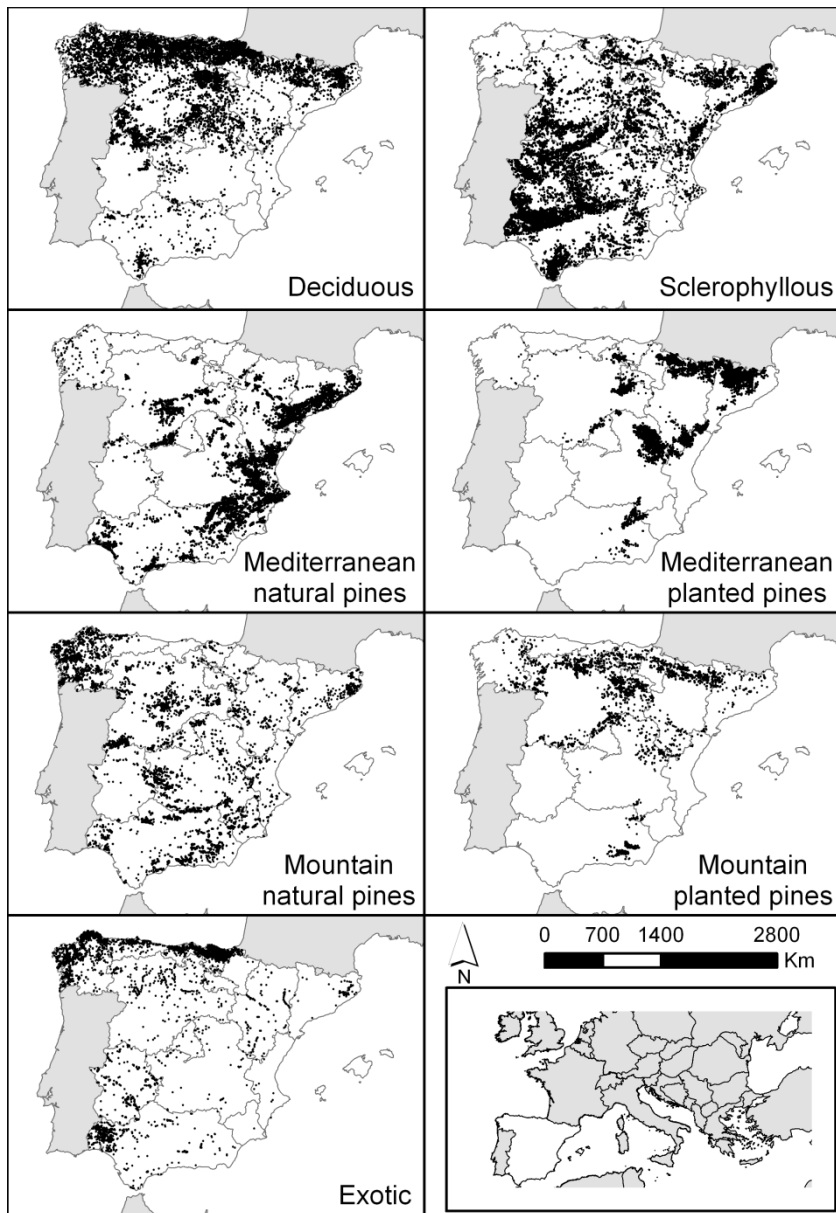 Deciduous
Sclerophyllous
Mediterranean
natural pines
Mediterranean
planted pines
Mountain
natural pines
Mountain
planted pines
Exotic
N
0 700 1400 2800
Km